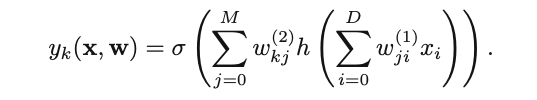 y_k(\mathbf{x}, \mathbf{w}) = \sigma \left( \sum_{j=0}^{M} w_{kj}^{(2)} h \left( \sum_{i=0}^{D} w_{ji}^{(1)} x_i \right) \right).